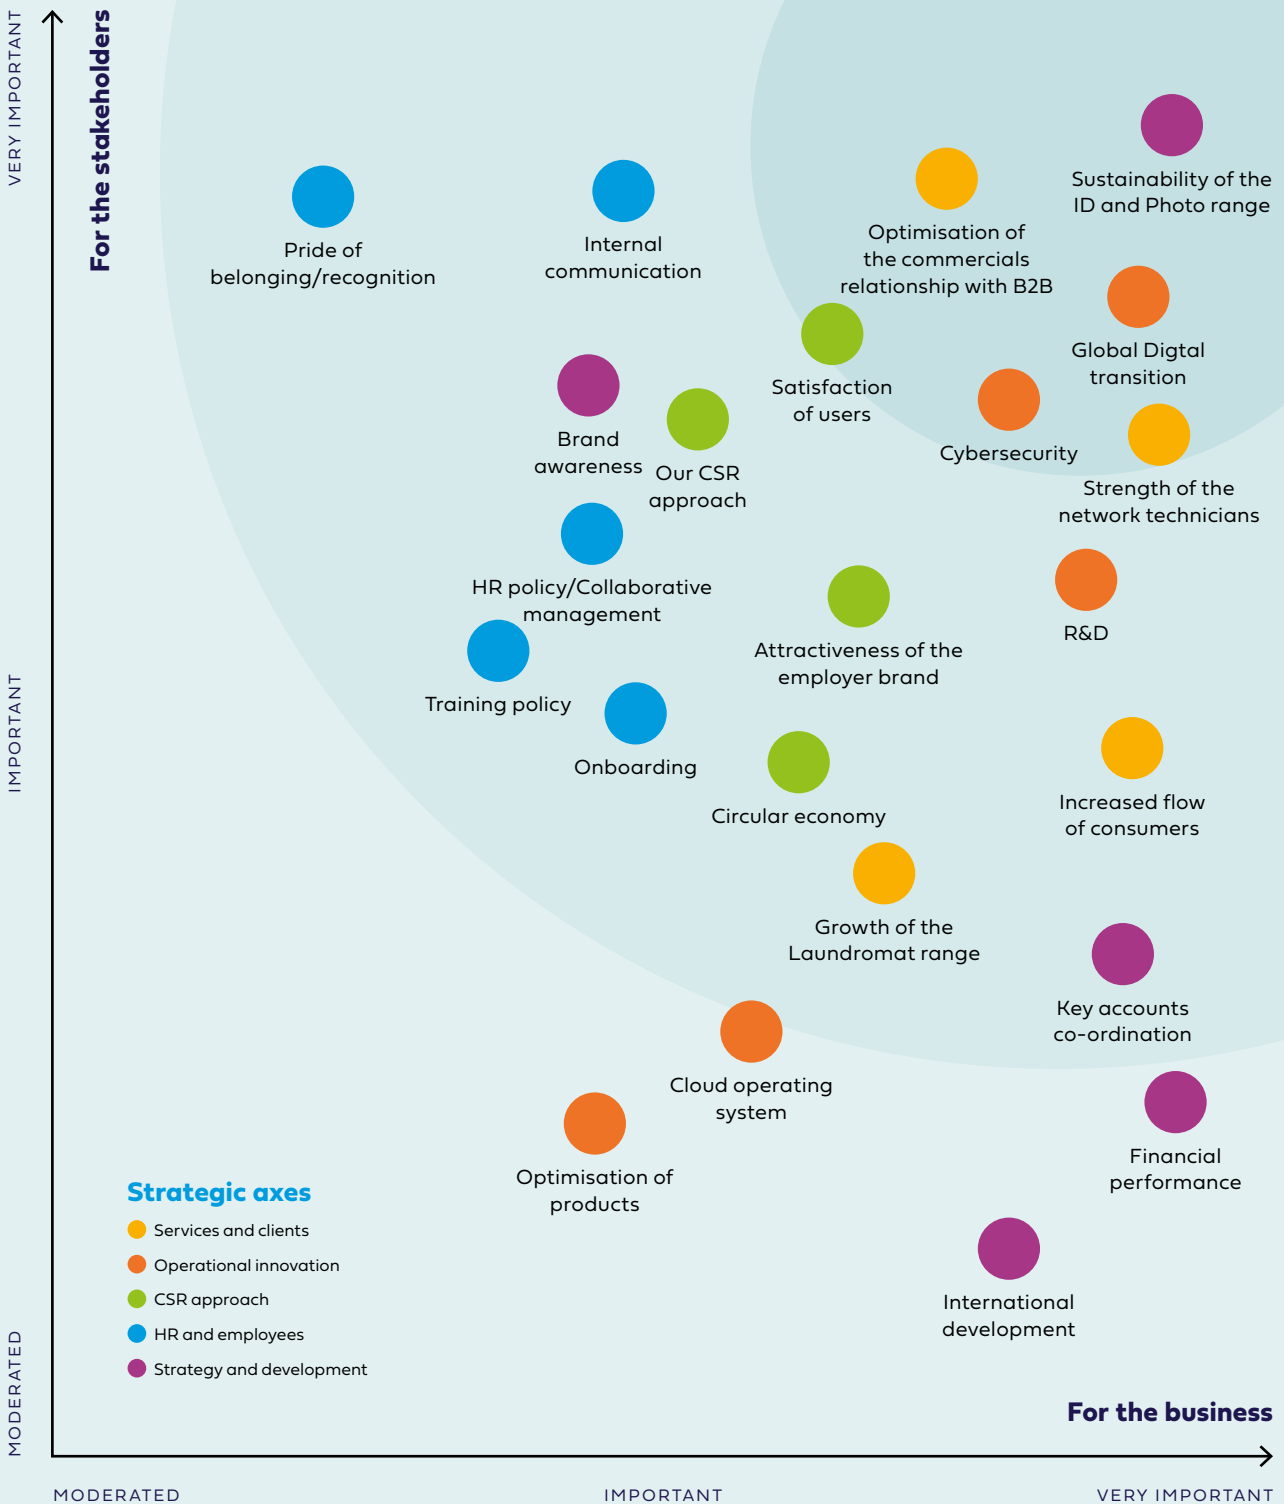 VERY IMPORTANT
For the stakeholders
Sustainability of the
ID and Photo range
Optimisation of
the commercials
relationship with B2B
Pride of
belonging/recognition
Internal
communication
Global Digtal
transition
Satisfaction
of users
Brand
awareness
Our CSR
approach
Cybersecurity
Strength of the
network technicians
HR policy/Collaborative
management
Attractiveness of the
employer brand
R&D
IMPORTANT
Training policy
Onboarding
Circular economy
Increased flow
of consumers
Growth of the
Laundromat range
Key accounts
co-ordination
Cloud operating
system
Optimisation of
products
Financial
performance
International
development
Strategic axes
Services and clients
Operational innovation
CSR approach
HR and employees
Strategy and development
MODERATED
For the business
MODERATED
IMPORTANT
VERY IMPORTANT